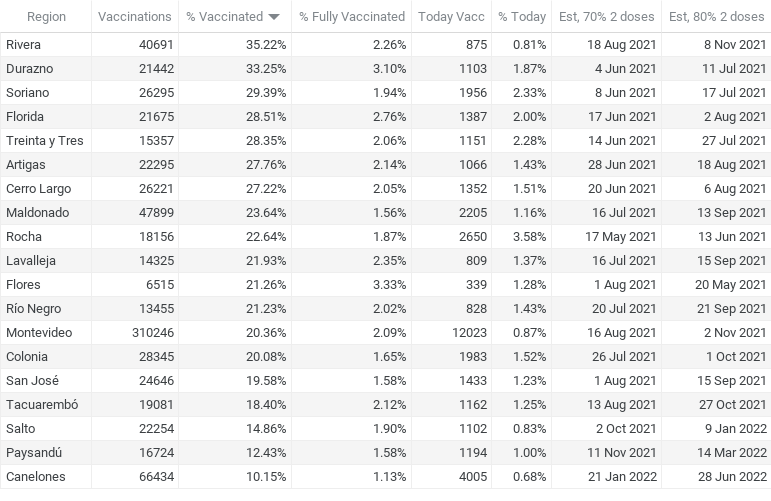 Region Vaccinations % Vaccinated % Fully Vaccinated Today Vacc % Today Est, 70% 2 doses Est, 80% 2 doses
Rivera 40691 35.22% 2.26% 875 0.81% 18 Aug 2021 8 Nov 2021
Durazno 21442 33.25% 3.10% 1103 1.87% 4 Jun 2021 11 Jul 2021
Soriano 26295 29.39% 1.94% 1956 2.33% 8 Jun 2021 17 Jul 2021
Florida 21675 28.51% 2.76% 1387 2.00% 17 Jun 2021 2 Aug 2021
Treinta y Tres 15357 28.35% 2.06% 1151 2.28% 14 Jun 2021 27 Jul 2021
Artigas 22295 27.76% 2.14% 1066 1.43% 28 Jun 2021 18 Aug 2021
Cerro Largo 26221 27.22% 2.05% 1352 1.51% 20 Jun 2021 6 Aug 2021
Maldonado 47899 23.64% 1.56% 2205 1.16% 16 Jul 2021 13 Sep 2021
Rocha 18156 22.64% 1.87% 2650 3.58% 17 May 2021 13 Jun 2021
Lavalleja 14325 21.93% 2.35% 809 1.37% 16 Jul 2021 15 Sep 2021
Flores 6515 21.26% 3.33% 339 1.28% 1 Aug 2021 20 May 2021
Río Negro 13455 21.23% 2.02% 828 1.43% 20 Jul 2021 21 Sep 2021
Montevideo 310246 20.36% 2.09% 12023 0.87% 16 Aug 2021 2 Nov 2021
Colonia 28345 20.08% 1.65% 1983 1.52% 26 Jul 2021 1 Oct 2021
San José 24646 19.58% 1.58% 1433 1.23% 1 Aug 2021 15 Sep 2021
Tacuarembó 19081 18.40% 2.12% 1162 1.25% 13 Aug 2021 27 Oct 2021
Salto 22254 14.86% 1.90% 1102 0.83% 2 Oct 2021 9 Jan 2022
Paysandú 16724 12.43% 1.58% 1194 1.00% 11 Nov 2021 14 Mar 2022
Canelones 66434 10.15% 1.13% 4005 0.68% 21 Jan 2022 28 Jun 2022